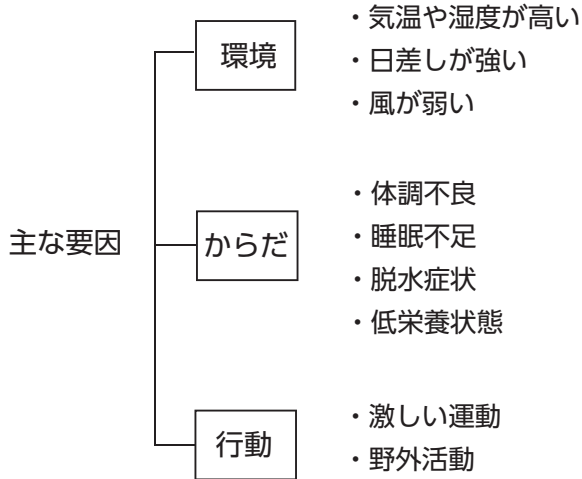 環境
・気温や湿度が高い
・日差しが強い
・風が弱い
主な要因
からだ
・体調不良
・睡眠不足
・脱水症状
・低栄養状態
行動
・激しい運動
・野外活動